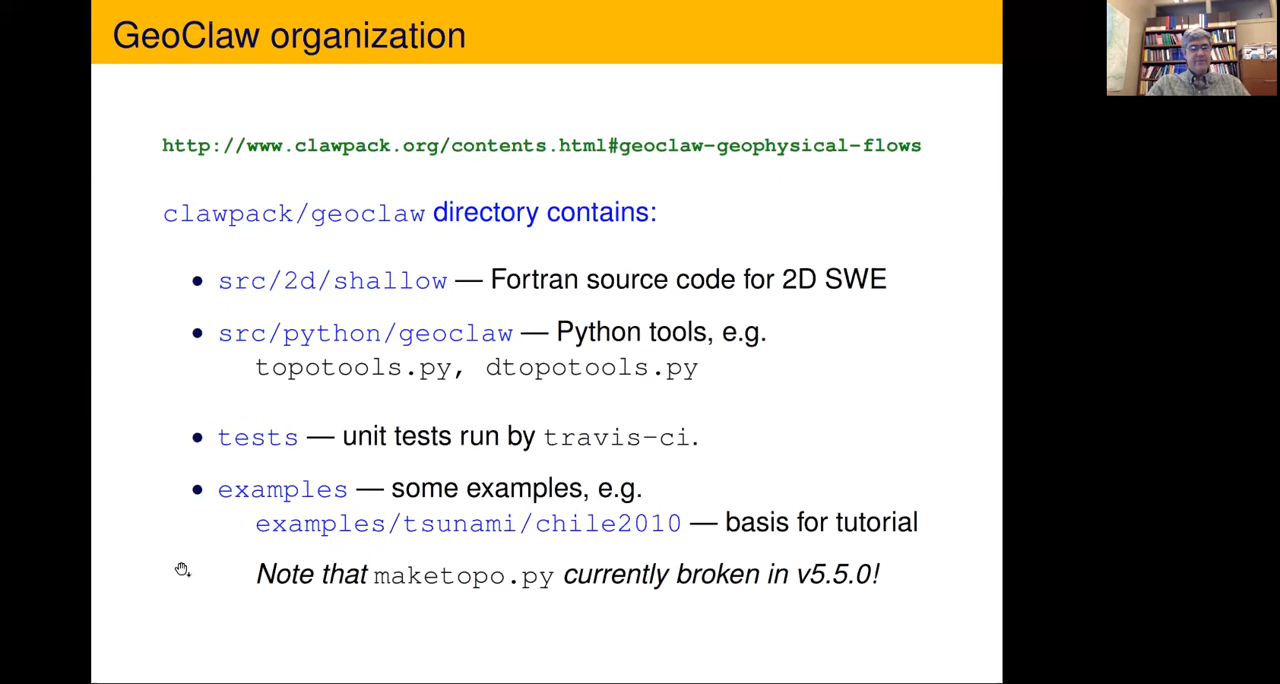 GeoClaw organization
http://www.clawpack.org/contents.html#geoclaw-geophysical-flows
clawpack/geoclaw directory contains:
• src/2d/shallow — Fortran source code for 2D SWE
• src/python/geoclaw — Python tools, e.g.
topotools.py, dtopotools.py
• tests — unit tests run by travis-ci.
• examples — some examples, e.g.
examples/tsunami/chile2010 — basis for tutorial
Note that maketopo.py currently broken in v5.5.0!